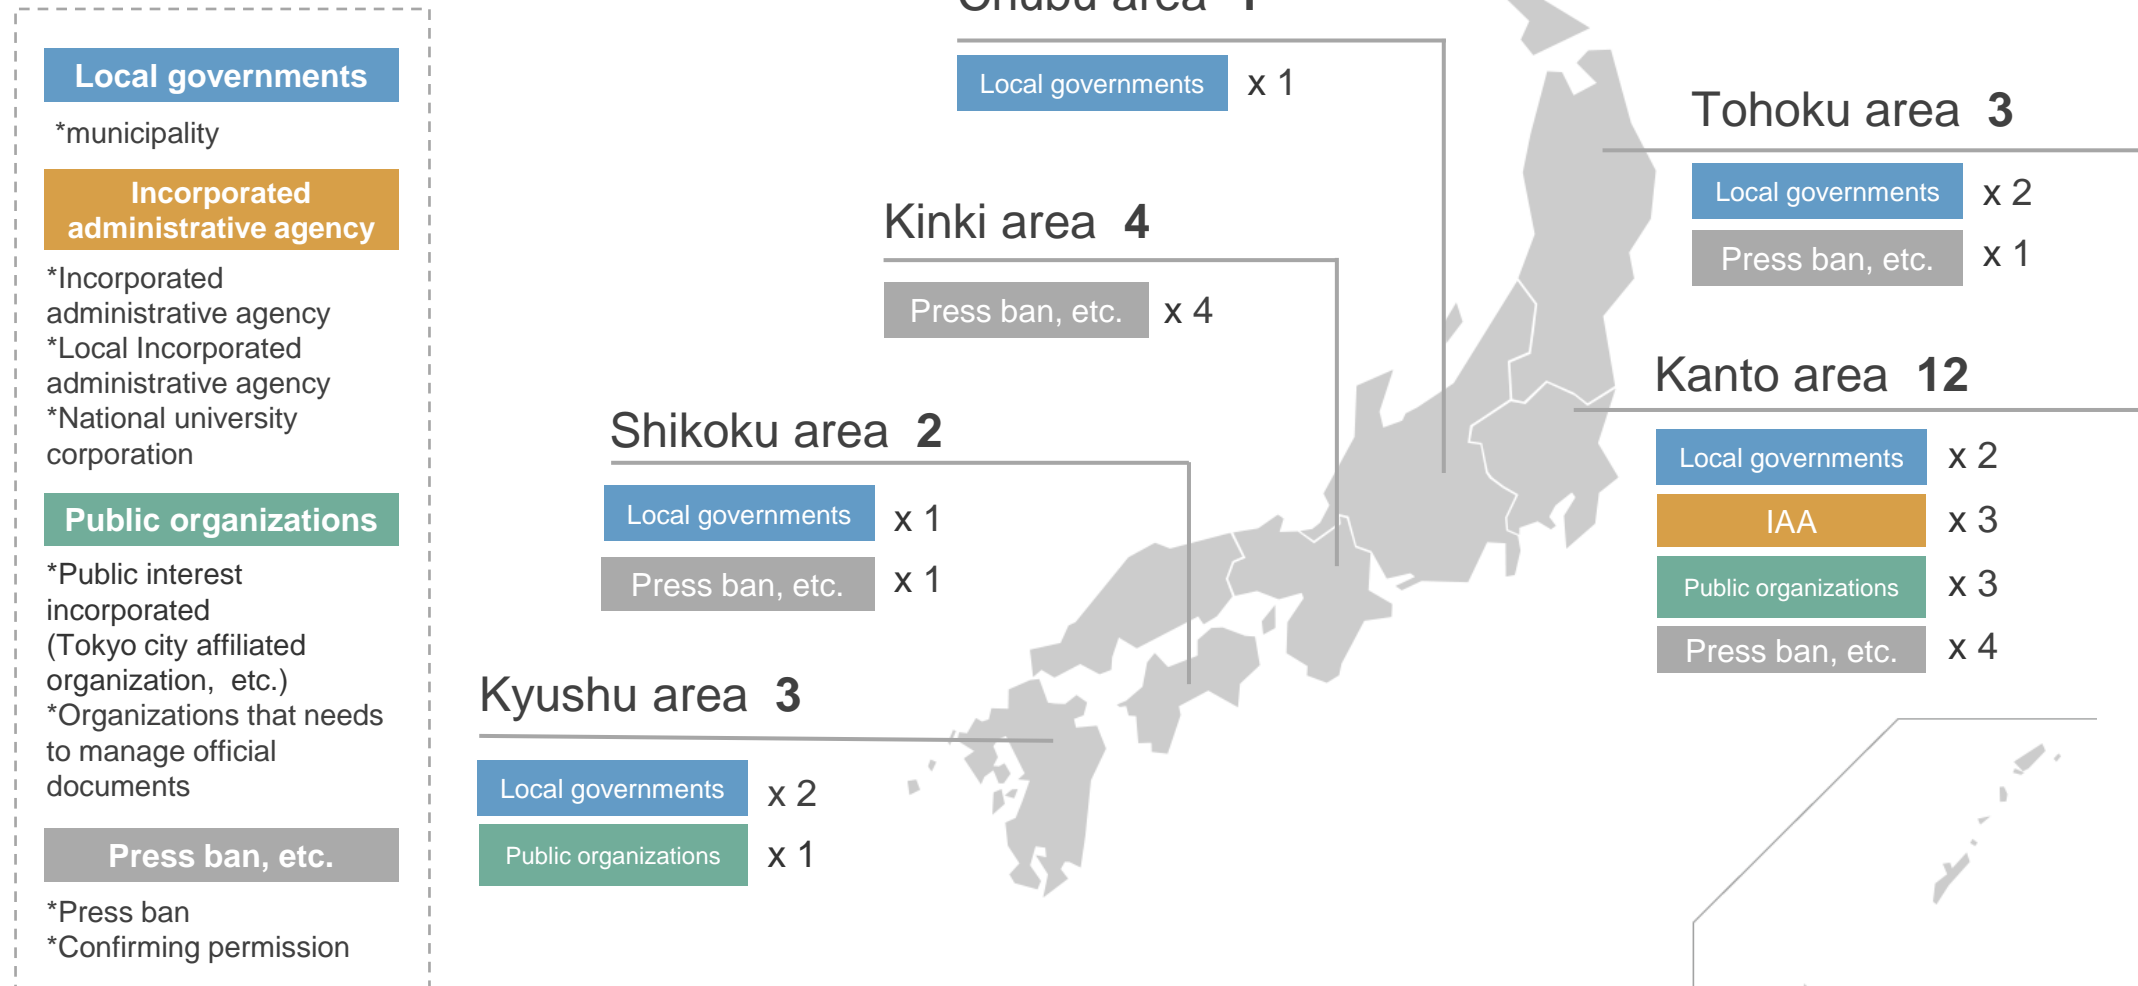 Local governments
*municipality
Incorporated
administrative agency
*Incorporated
administrative agency
*Local Incorporated
administrative agency
*National university
corporation
Public organizations
*Public interest
incorporated
(Tokyo city affiliated
organization, etc.)
*Organizations that needs
to manage official
documents
Press ban, etc.
*Press ban
*Confirming permission
Chubu area 1
Local governments x 1
Kinki area 4
Press ban, etc. x 4
Shikoku area 2
Local governments x 1
Press ban, etc. x 1
Kyushu area 3
Local governments x 2
Public organizations x 1
Tohoku area 3
Local governments x 2
Press ban, etc. x 1
Kanto area 12
Local governments x 2
IAA x 3
Public organizations x 3
Press ban, etc. x 4